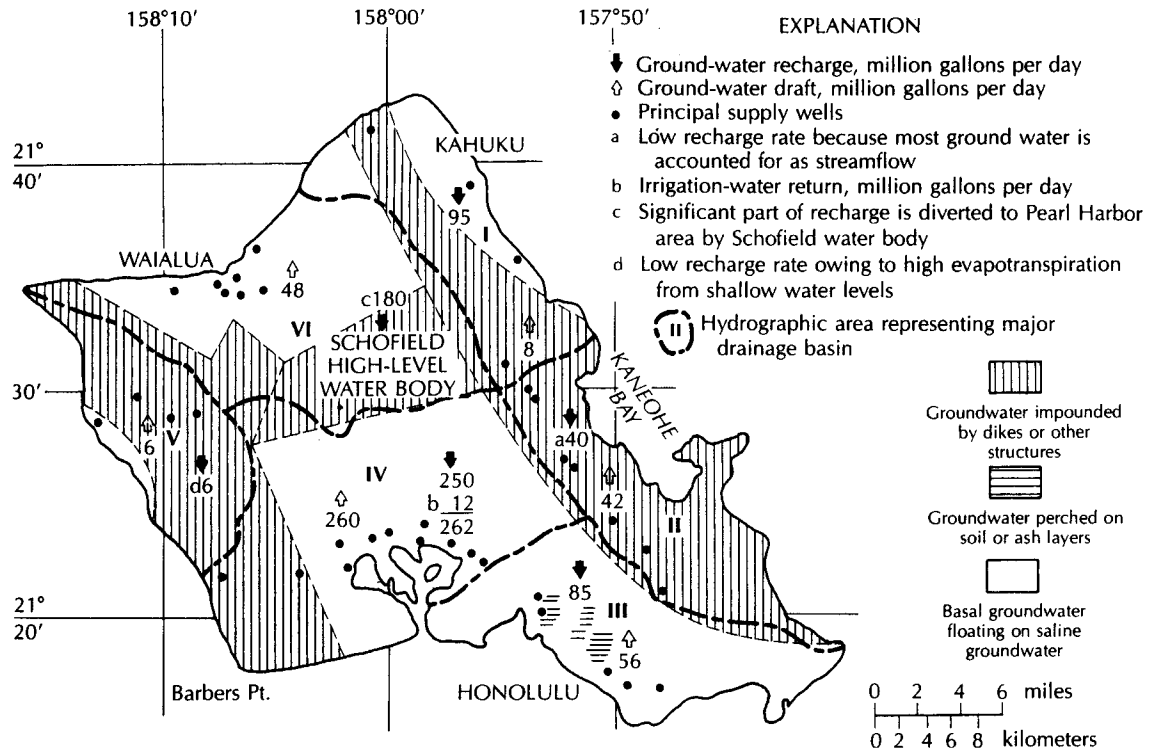 158°10' 158°00' 157°50'
EXPLANATION
Ground-water recharge, million gallons per day
Ground-water draft, million gallons per day
Principal supply wells
a Low recharge rate because most ground water is
accounted for as streamflow
b Irrigation-water return, million gallons per day
c Significant part of recharge is diverted to Pearl Harbor
area by Schofield water body
d Low recharge rate owing to high evapotranspiration
from shallow water levels
II Hydrographic area representing major
drainage basin
Groundwater impounded
by dikes or other
structures
Groundwater perched on
soil or ash layers
Basal groundwater
floating on saline
groundwater
0 2 4 6 miles
0 2 4 6 8 kilometers
21°
40'
30'
21°
20'
KAHUKU
95
I
WAIALUA
48
VI
c180
SCHOFIELD
HIGH-LEVEL
WATER BODY
8
KANEOHE
BAY
a40
42
II
6
V
d6
IV
260
250
b 12
262
85
III
56
Barbers Pt.
HONOLULU